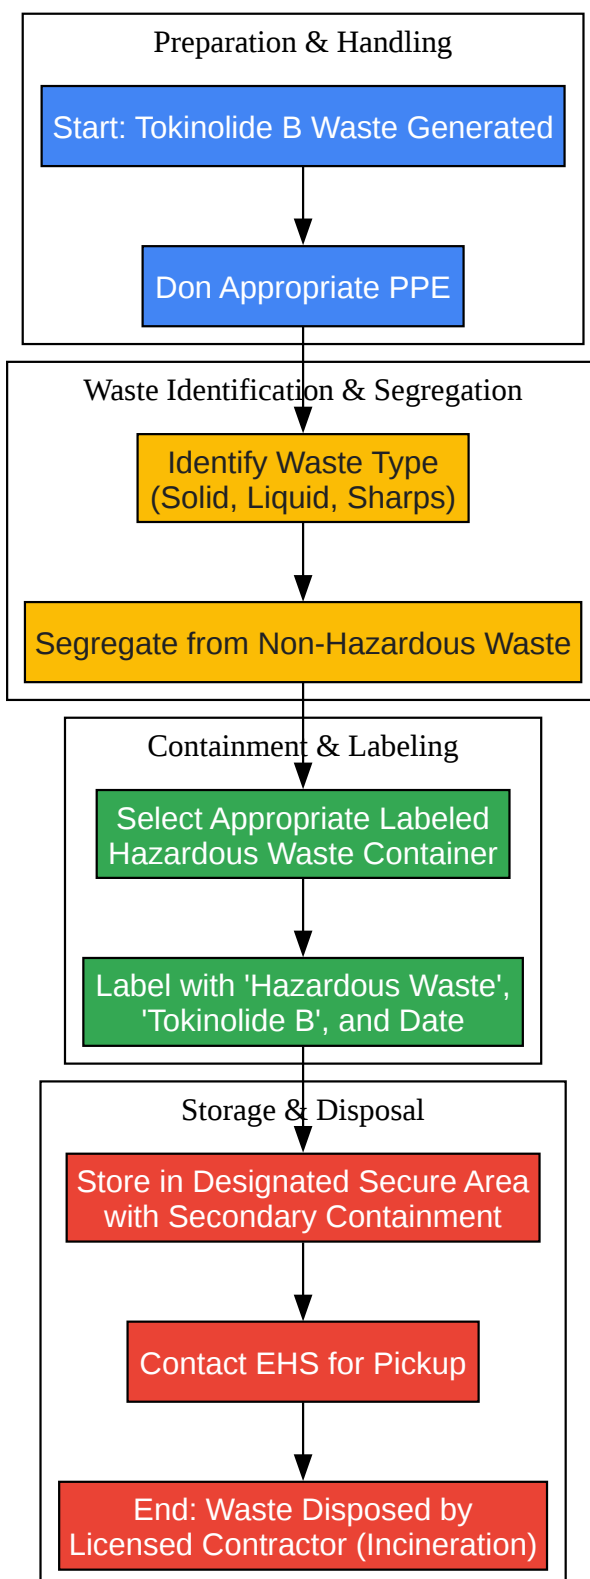 Preparation & Handling
Start: Tokinolide B Waste Generated
Don Appropriate PPE
Waste Identification & Segregation
Identify Waste Type
(Solid, Liquid, Sharps)
Segregate from Non-Hazardous Waste
Containment & Labeling
Select Appropriate Labeled
Hazardous Waste Container
Label with 'Hazardous Waste',
'Tokinolide B', and Date
Storage & Disposal
Store in Designated Secure Area
with Secondary Containment
Contact EHS for Pickup
End: Waste Disposed by
Licensed Contractor (Incineration)